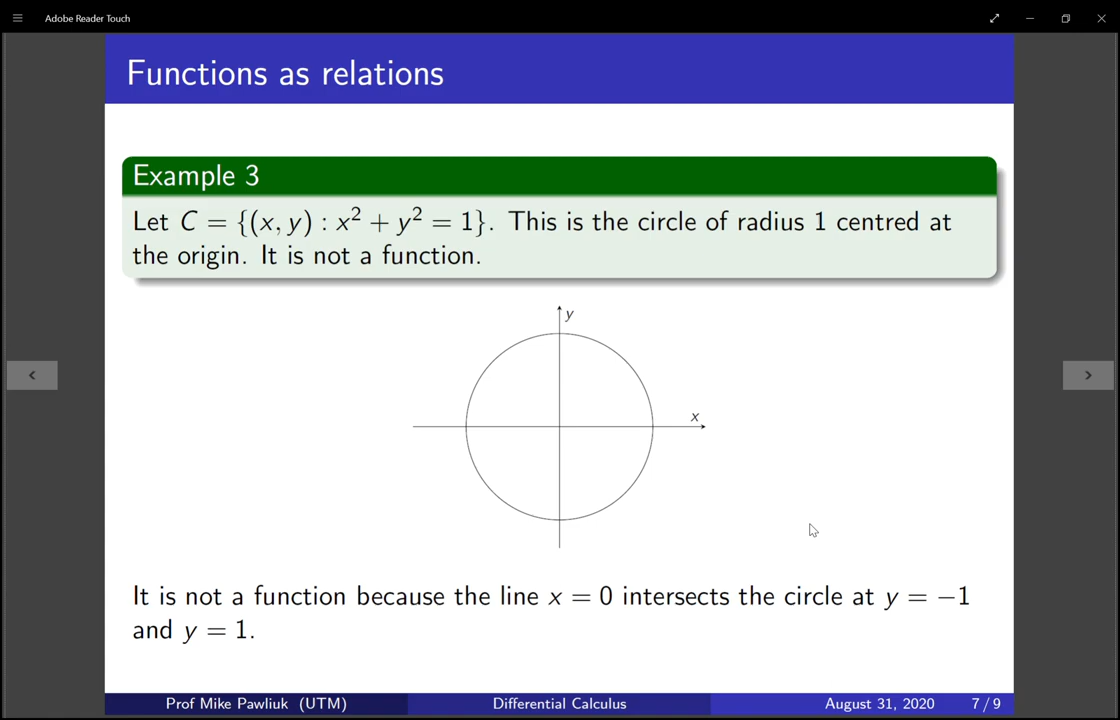 Adobe Reader Touch
Functions as relations
Example 3
Let C = {(x, y) : x² + y² = 1}. This is the circle of radius 1 centred at
the origin. It is not a function.
y
x
It is not a function because the line x = 0 intersects the circle at y = −1
and y = 1.
Prof Mike Pawliuk (UTM) Differential Calculus August 31, 2020 7 / 9